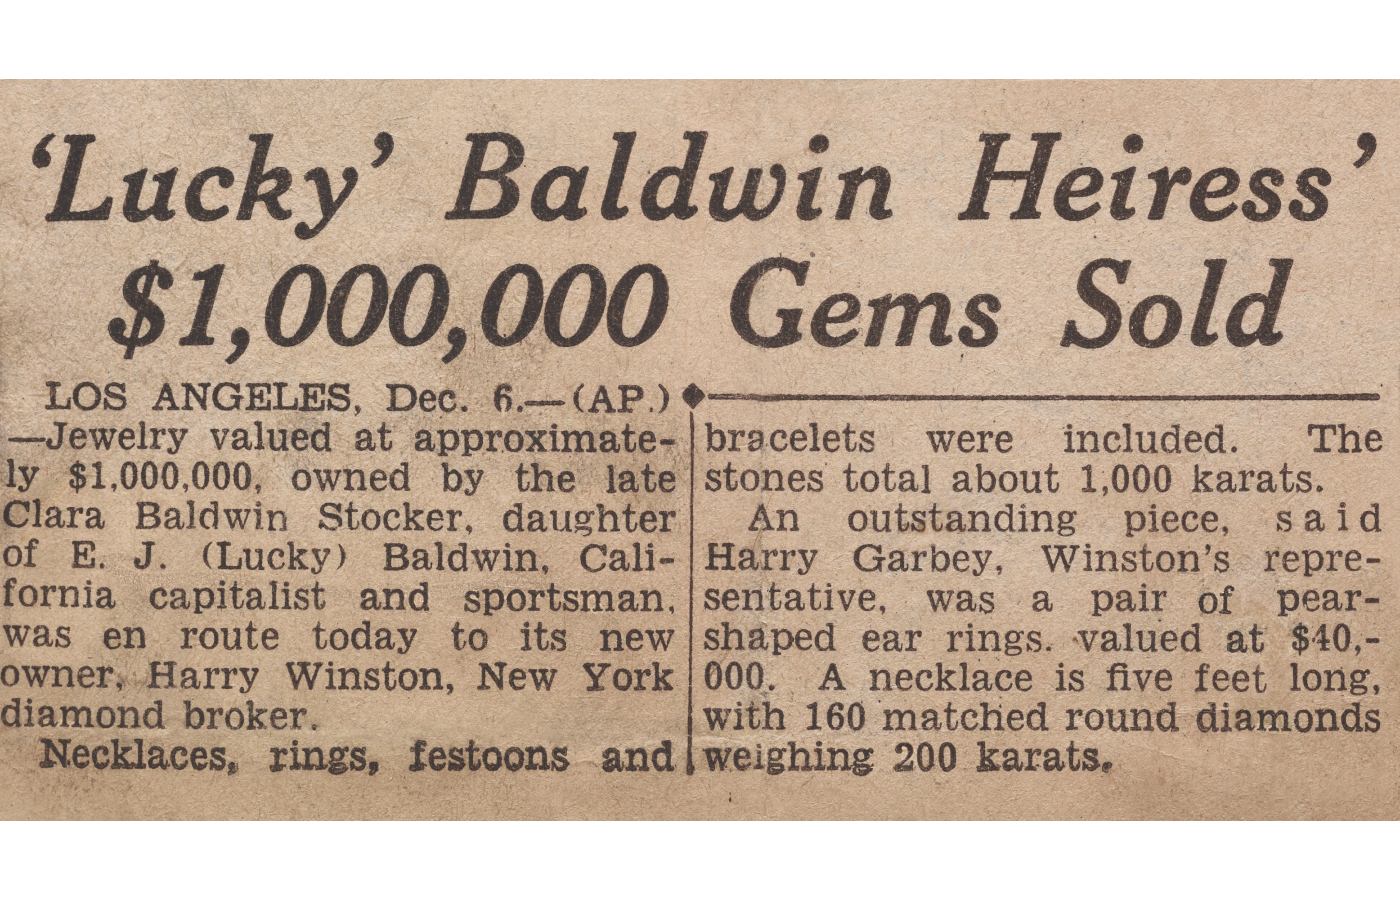 ‘Lucky’ Baldwin Heiress’
$1,000,000 Gems Sold
LOS ANGELES, Dec. 6.—(AP.)
—Jewelry valued at approximate-
ly $1,000,000, owned by the late
Clara Baldwin Stocker, daughter
of E. J. (Lucky) Baldwin, Cali-
fornia capitalist and sportsman,
was en route today to its new
owner, Harry Winston, New York
diamond broker.
Necklaces, rings, festoons and
bracelets were included. The
stones total about 1,000 karats.
An outstanding piece, said
Harry Garbey, Winston’s repre-
sentative, was a pair of pear-
shaped ear rings. valued at $40,-
000. A necklace is five feet long,
with 160 matched round diamonds
weighing 200 karats.